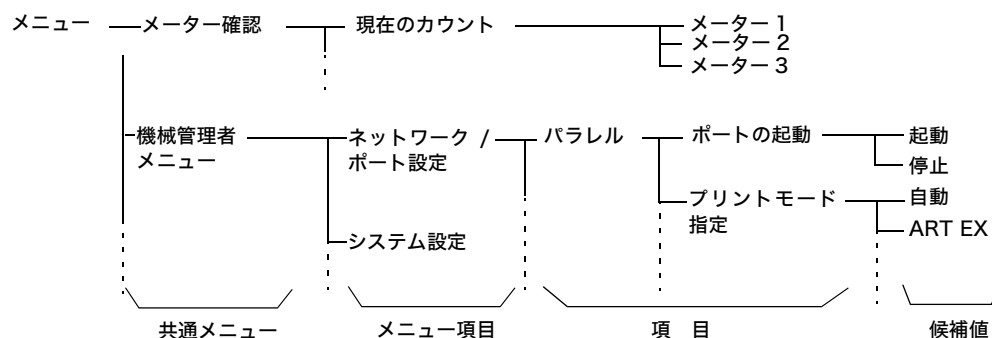 メニュー メーター確認 現在のカウント メーター 1
メーター 2
メーター 3
機械管理者 ネットワーク / パラレル ポートの起動 起動
メニュー ポート設定 停止
プリントモード 自動
指定 ART EX
システム設定
共通メニュー メニュー項目 項 目 候補値